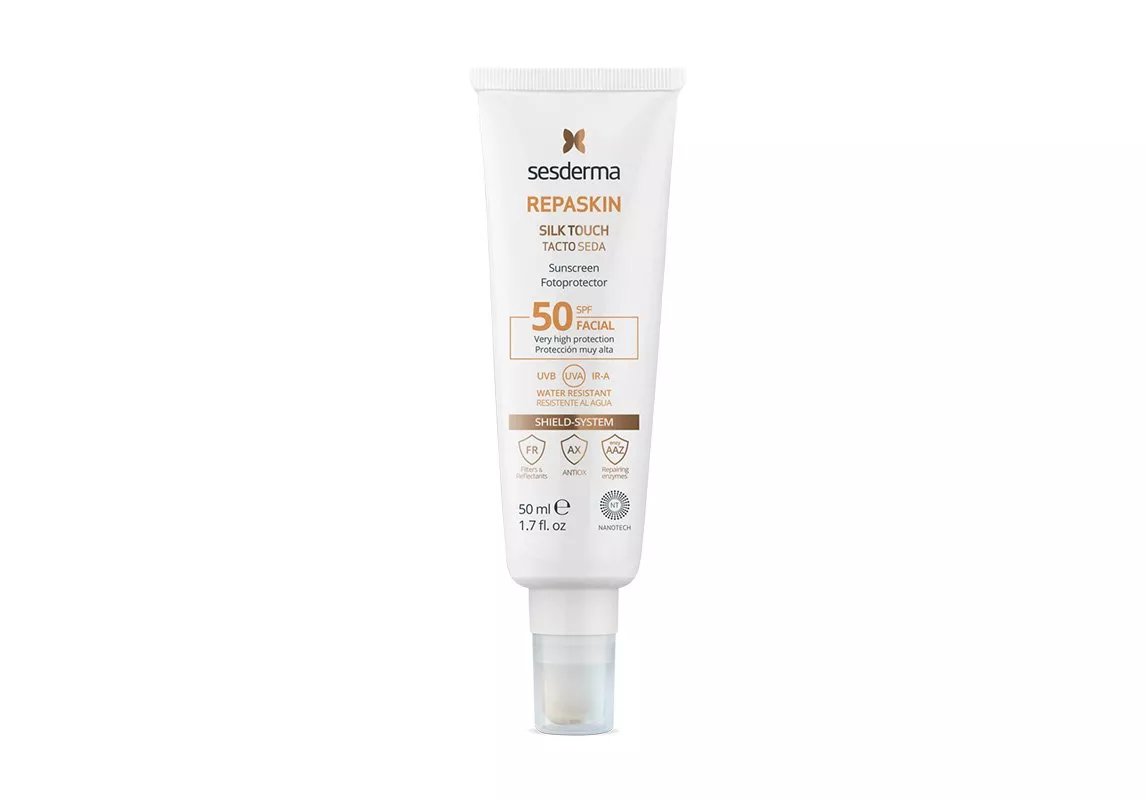 sesderma
REPASKIN
SILK TOUCH
TACTO SEDA
Sunscreen
Fotoprotector
50 SPF
FACIAL
Very high protection
Protección muy alta
UVB UVA IR-A
WATER RESISTANT
RESISTENTE AL AGUA
SHIELD-SYSTEM
FR AX enzy AAZ
Filters & Reflectants
ANTIOX
Repairing enzymes
50 ml e
1.7 fl. oz
NT
NANOTECH